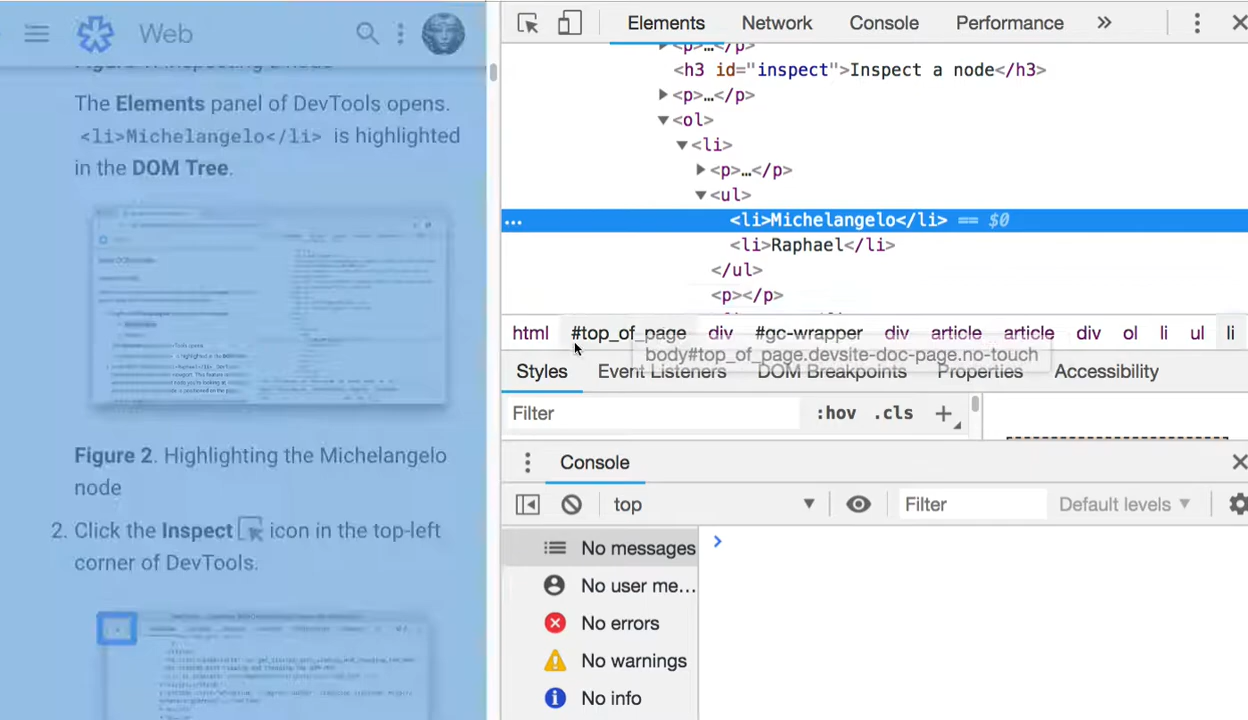 Web
The Elements panel of DevTools opens.
<li>Michelangelo</li> is highlighted
in the DOM Tree.
Figure 2. Highlighting the Michelangelo
node
2. Click the Inspect icon in the top-left
corner of DevTools.
Elements Network Console Performance »
<p>…</p>
<h3 id="inspect">Inspect a node</h3>
<p>…</p>
<ol>
<li>
<p>…</p>
<ul>
… <li>Michelangelo</li> == $0
<li>Raphael</li>
</ul>
<p></p>
html #top_of_page div #gc-wrapper div article article div ol li ul li
body#top_of_page.devsite-doc-page.no-touch
Styles Event Listeners DOM Breakpoints Properties Accessibility
Filter :hov .cls +
Console
top Filter Default levels
No messages
No user me…
No errors
No warnings
No info